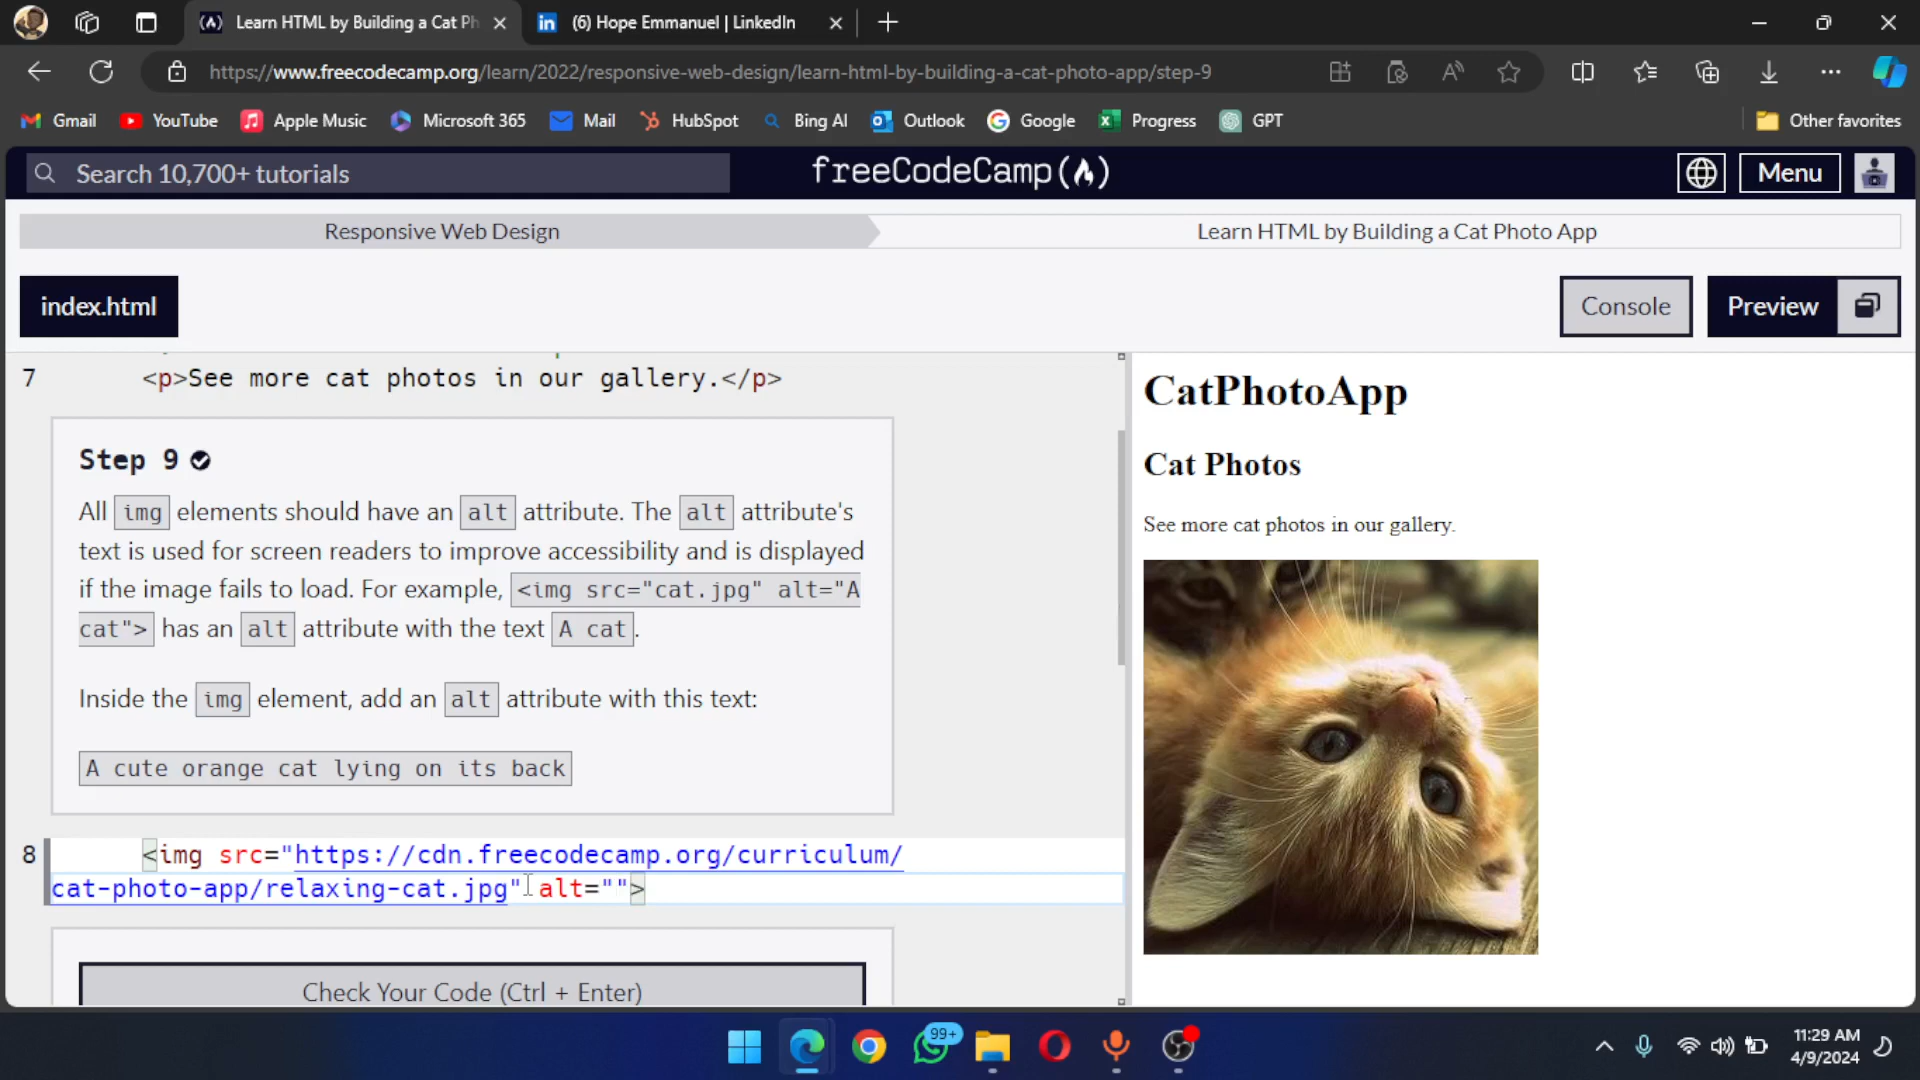 Learn HTML by Building a Cat Ph
(6) Hope Emmanuel | LinkedIn
https://www.freecodecamp.org/learn/2022/responsive-web-design/learn-html-by-building-a-cat-photo-app/step-9
Gmail YouTube Apple Music Microsoft 365 Mail HubSpot Bing AI Outlook Google Progress GPT Other favorites
Search 10,700+ tutorials
freeCodeCamp
Menu
Responsive Web Design
Learn HTML by Building a Cat Photo App
index.html
Console
Preview
7 <p>See more cat photos in our gallery.</p>
Step 9
All img elements should have an alt attribute. The alt attribute's
text is used for screen readers to improve accessibility and is displayed
if the image fails to load. For example, <img src="cat.jpg" alt="A
cat"> has an alt attribute with the text A cat.
Inside the img element, add an alt attribute with this text:
A cute orange cat lying on its back
8 <img src="https://cdn.freecodecamp.org/curriculum/
cat-photo-app/relaxing-cat.jpg" alt="">
Check Your Code (Ctrl + Enter)
CatPhotoApp
Cat Photos
See more cat photos in our gallery.
99+
11:29 AM
4/9/2024